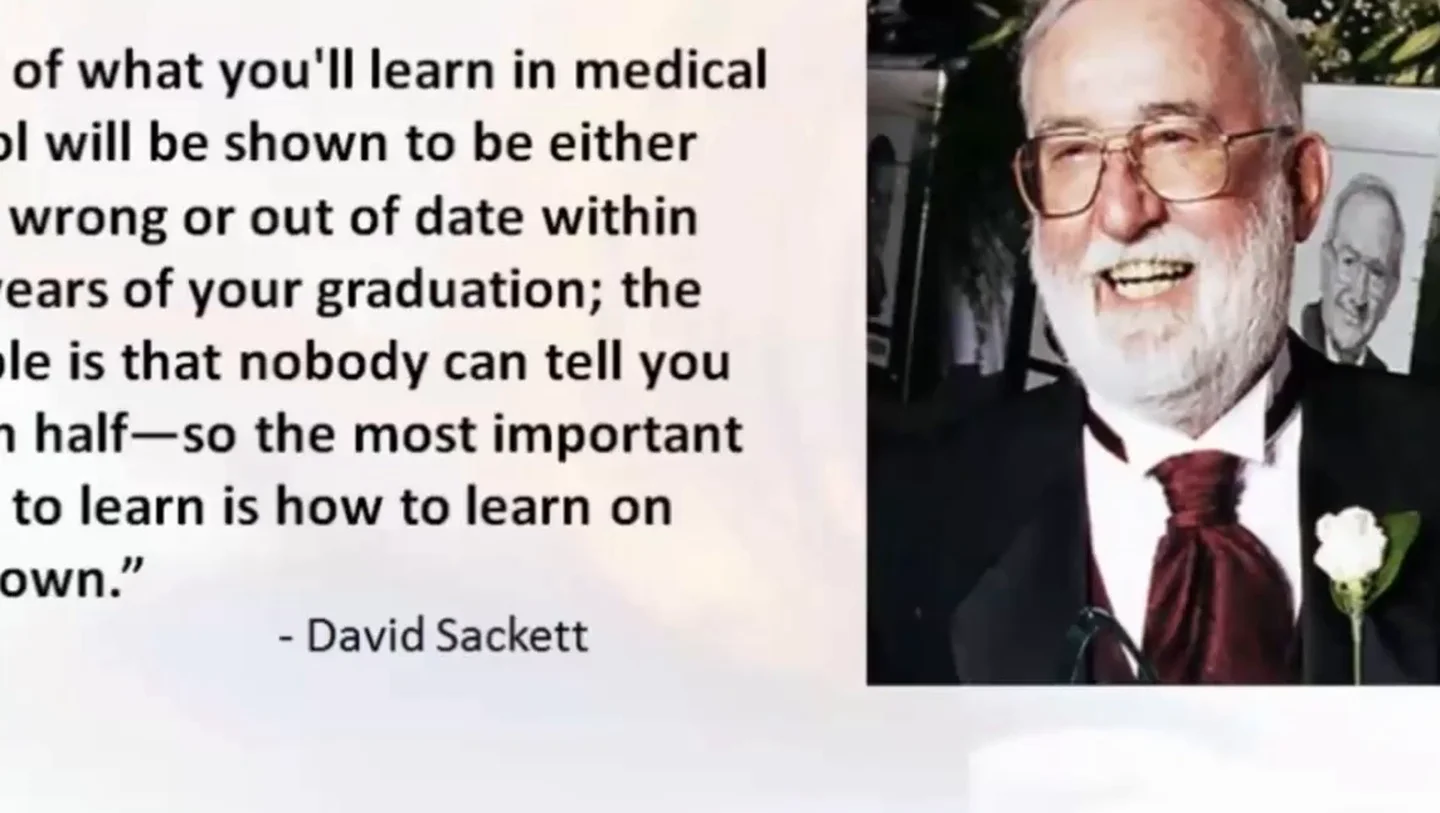 of what you'll learn in medical
ol will be shown to be either
wrong or out of date within
ears of your graduation; the
le is that nobody can tell you
half—so the most important
to learn is how to learn on
own.”
- David Sackett